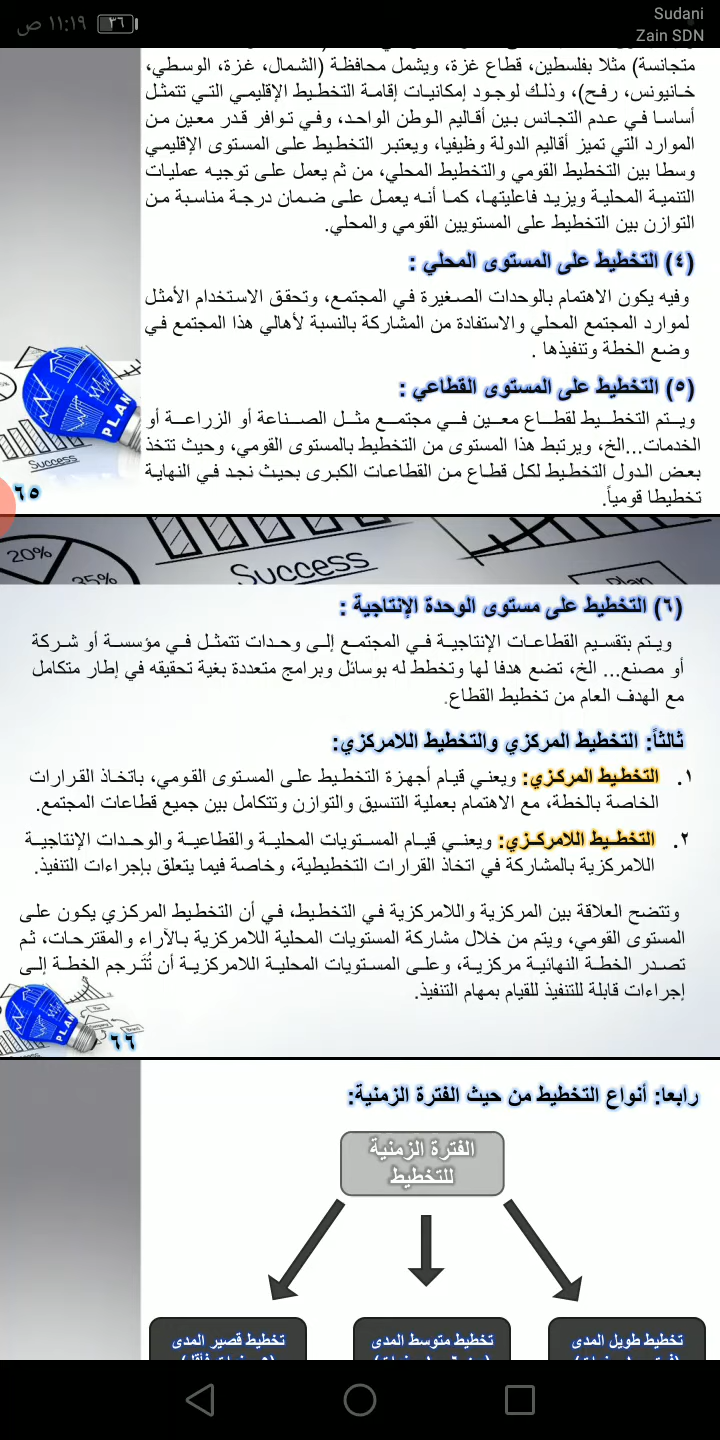 Sudani
Zain SDN
٣٦
١١:١٩ ص
متجانسة) مثلا بفلسطين، قطاع غزة، ويشمل محافظة (الشمال، غزة، الوسطي،
خانيونس، رفح)، وذلك لوجود إمكانيات إقامة التخطيط الإقليمي التي تتمثل
أساسا في عدم التجانس بين أقاليم الوطن الواحد، وفي توافر قدر معين من
الموارد التي تميز أقاليم الدولة وظيفيا، ويعتبر التخطيط على المستوى الإقليمي
وسطا بين التخطيط القومي والتخطيط المحلي، من ثم يعمل على توجيه عمليات
التنمية المحلية ويزيد فاعليتها، كما أنه يعمل على ضمان درجة مناسبة من
التوازن بين التخطيط على المستويين القومي والمحلي.
(٤) التخطيط على المستوى المحلي :
وفيه يكون الاهتمام بالوحدات الصغيرة في المجتمع، وتحقق الاستخدام الأمثل
لموارد المجتمع المحلي والاستفادة من المشاركة بالنسبة لأهالي هذا المجتمع في
وضع الخطة وتنفيذها .
(٥) التخطيط على المستوى القطاعي :
ويتم التخطيط لقطاع معين في مجتمع مثل الصناعة أو الزراعة أو
الخدمات...الخ، ويرتبط هذا المستوى من التخطيط بالمستوى القومي، وحيث تتخذ
بعض الدول التخطيط لكل قطاع من القطاعات الكبرى بحيث نجد في النهاية
تخطيطا قومياً.
PLAN
Success
٦٥
20%
35%
Success
Plan
(٦) التخطيط على مستوى الوحدة الإنتاجية :
ويتم بتقسيم القطاعات الإنتاجية في المجتمع إلى وحدات تتمثل في مؤسسة أو شركة
أو مصنع... الخ، تضع هدفا لها وتخطط له بوسائل وبرامج متعددة بغية تحقيقه في إطار متكامل
مع الهدف العام من تخطيط القطاع.
ثالثاً: التخطيط المركزي والتخطيط اللامركزي:
١. التخطيط المركزي: ويعني قيام أجهزة التخطيط على المستوى القومي، باتخاذ القرارات
الخاصة بالخطة، مع الاهتمام بعملية التنسيق والتوازن وتتكامل بين جميع قطاعات المجتمع.
٢. التخطيط اللامركزي: ويعني قيام المستويات المحلية والقطاعية والوحدات الإنتاجية
اللامركزية بالمشاركة في اتخاذ القرارات التخطيطية، وخاصة فيما يتعلق بإجراءات التنفيذ.
وتتضح العلاقة بين المركزية واللامركزية في التخطيط، في أن التخطيط المركزي يكون على
المستوى القومي، ويتم من خلال مشاركة المستويات المحلية اللامركزية بالآراء والمقترحات، ثم
تصدر الخطة النهائية مركزية، وعلى المستويات المحلية اللامركزية أن تُتَرجم الخطة إلى
إجراءات قابلة للتنفيذ للقيام بمهام التنفيذ.
PLAN
٦٦
رابعا: أنواع التخطيط من حيث الفترة الزمنية:
الفترة الزمنية
للتخطيط
تخطيط طويل المدى
تخطيط متوسط المدى
تخطيط قصير المدى